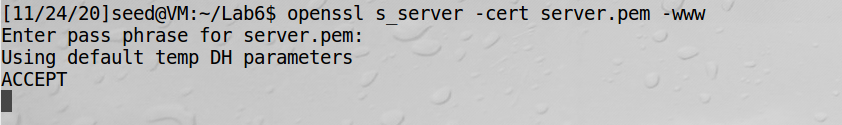 [11/24/20]seed@VM:~/Lab6$ openssl s_server -cert server.pem -www
Enter pass phrase for server.pem:
Using default temp DH parameters
ACCEPT